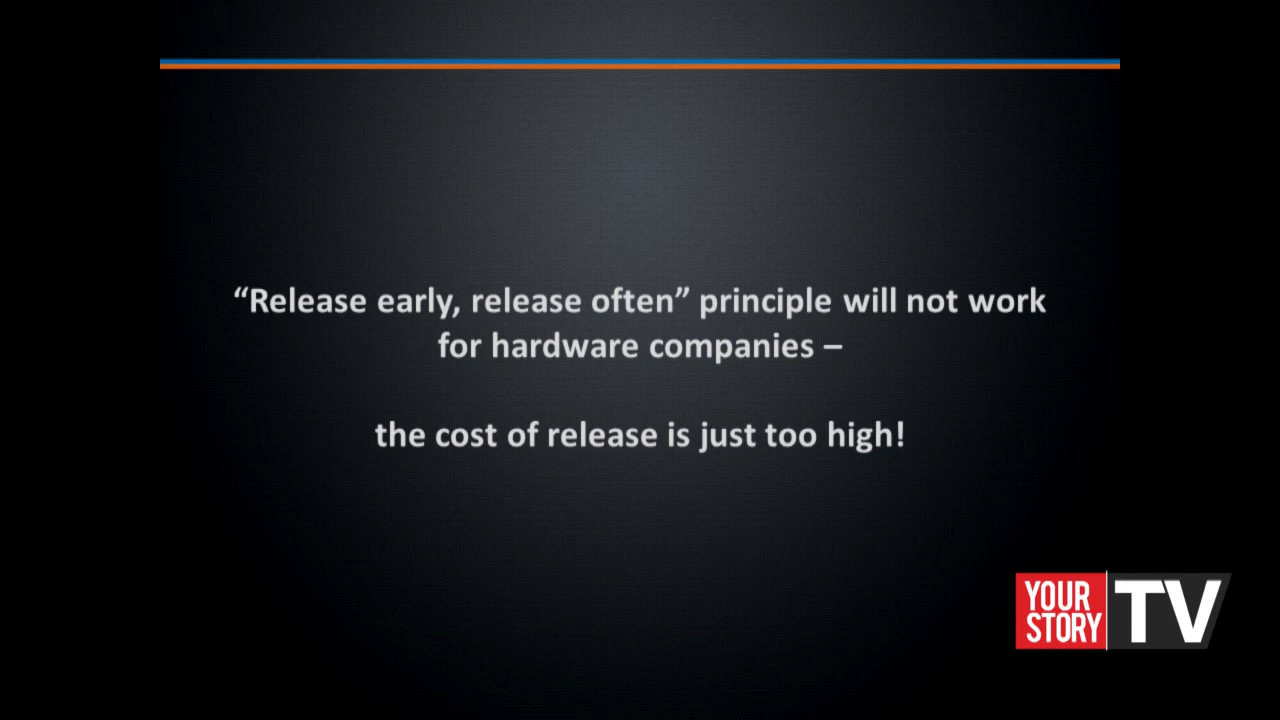 “Release early, release often” principle will not work
for hardware companies –
the cost of release is just too high!
YOUR
STORY
TV